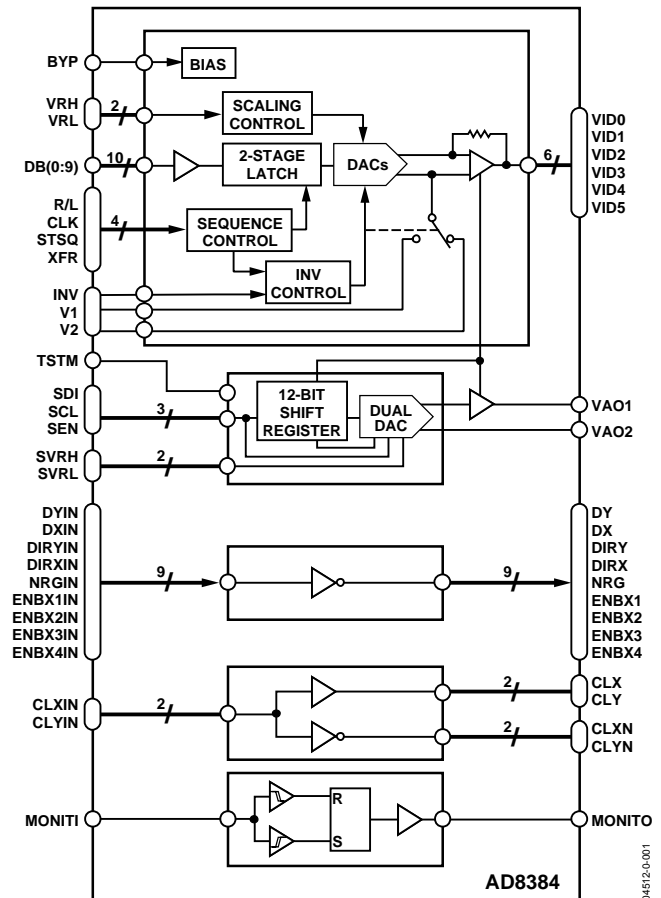 BYP
BIAS
VRH
VRL
2
SCALING
CONTROL
DB(0:9)
10
2-STAGE
LATCH
DACs
6
VID0
VID1
VID2
VID3
VID4
VID5
R/L
CLK
STSQ
XFR
4
SEQUENCE
CONTROL
INV
CONTROL
INV
V1
V2
TSTM
SDI
SCL
SEN
3
12-BIT
SHIFT
REGISTER
DUAL
DAC
VAO1
VAO2
SVRH
SVRL
2
DYIN
DXIN
DIRYIN
DIRXIN
NRGIN
ENBX1IN
ENBX2IN
ENBX3IN
ENBX4IN
9
9
DY
DX
DIRY
DIRX
NRG
ENBX1
ENBX2
ENBX3
ENBX4
CLXIN
CLYIN
2
2
CLX
CLY
2
CLXN
CLYN
MONITI
R
S
MONITO
AD8384
04512-0-001